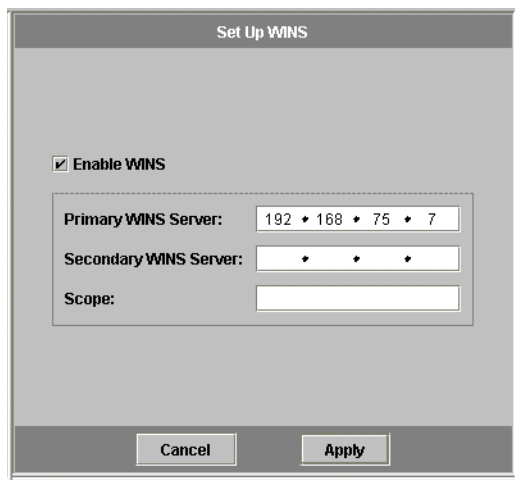 Set Up WINS
✔ Enable WINS
Primary WINS Server: 192 . 168 . 75 . 7
Secondary WINS Server: . . .
Scope:
Cancel Apply